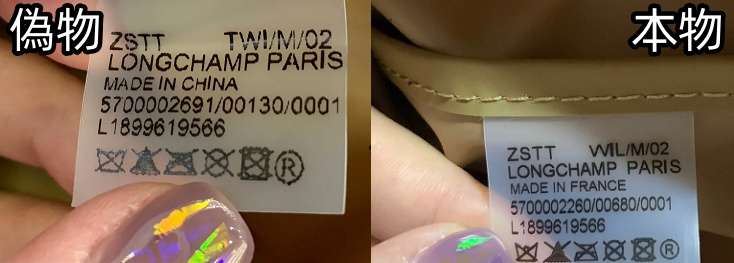 偽物
ZSTT TWI/M/02
LONGCHAMP PARIS
MADE IN CHINA
5700002691/00130/0001
L1899619566
®
本物
ZSTT VVIL/M/02
LONGCHAMP PARIS
MADE IN FRANCE
5700002260/00680/0001
L1899619566
®